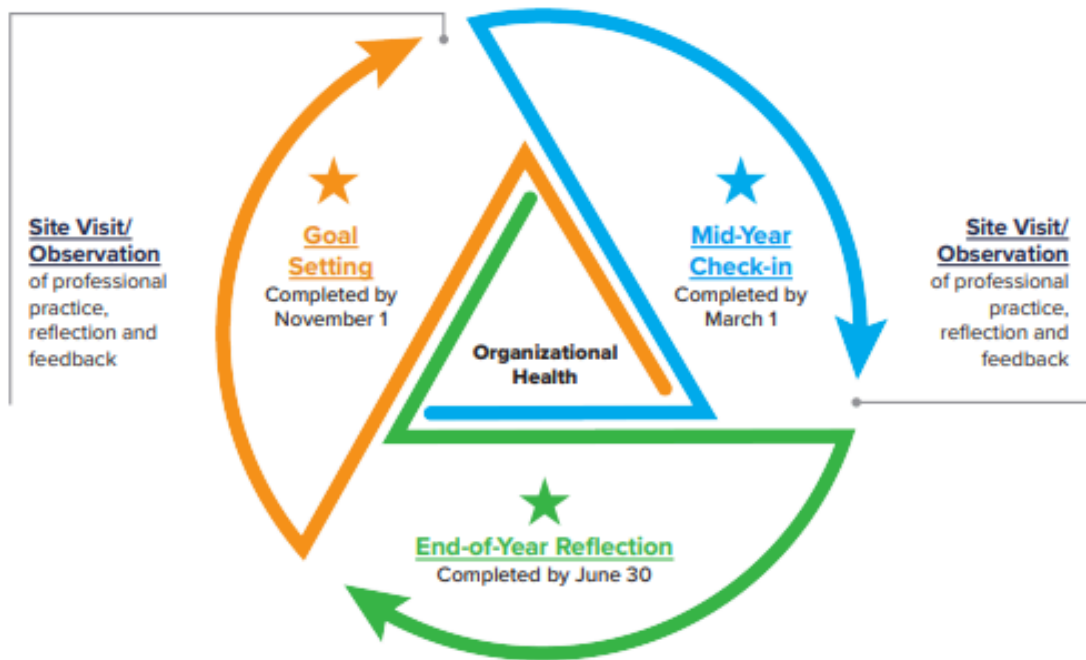 Site Visit/
Observation
of professional
practice,
reflection and
feedback
Goal
Setting
Completed by
November 1
Organizational
Health
Mid-Year
Check-in
Completed by
March 1
Site Visit/
Observation
of professional
practice,
reflection and
feedback
End-of-Year Reflection
Completed by June 30